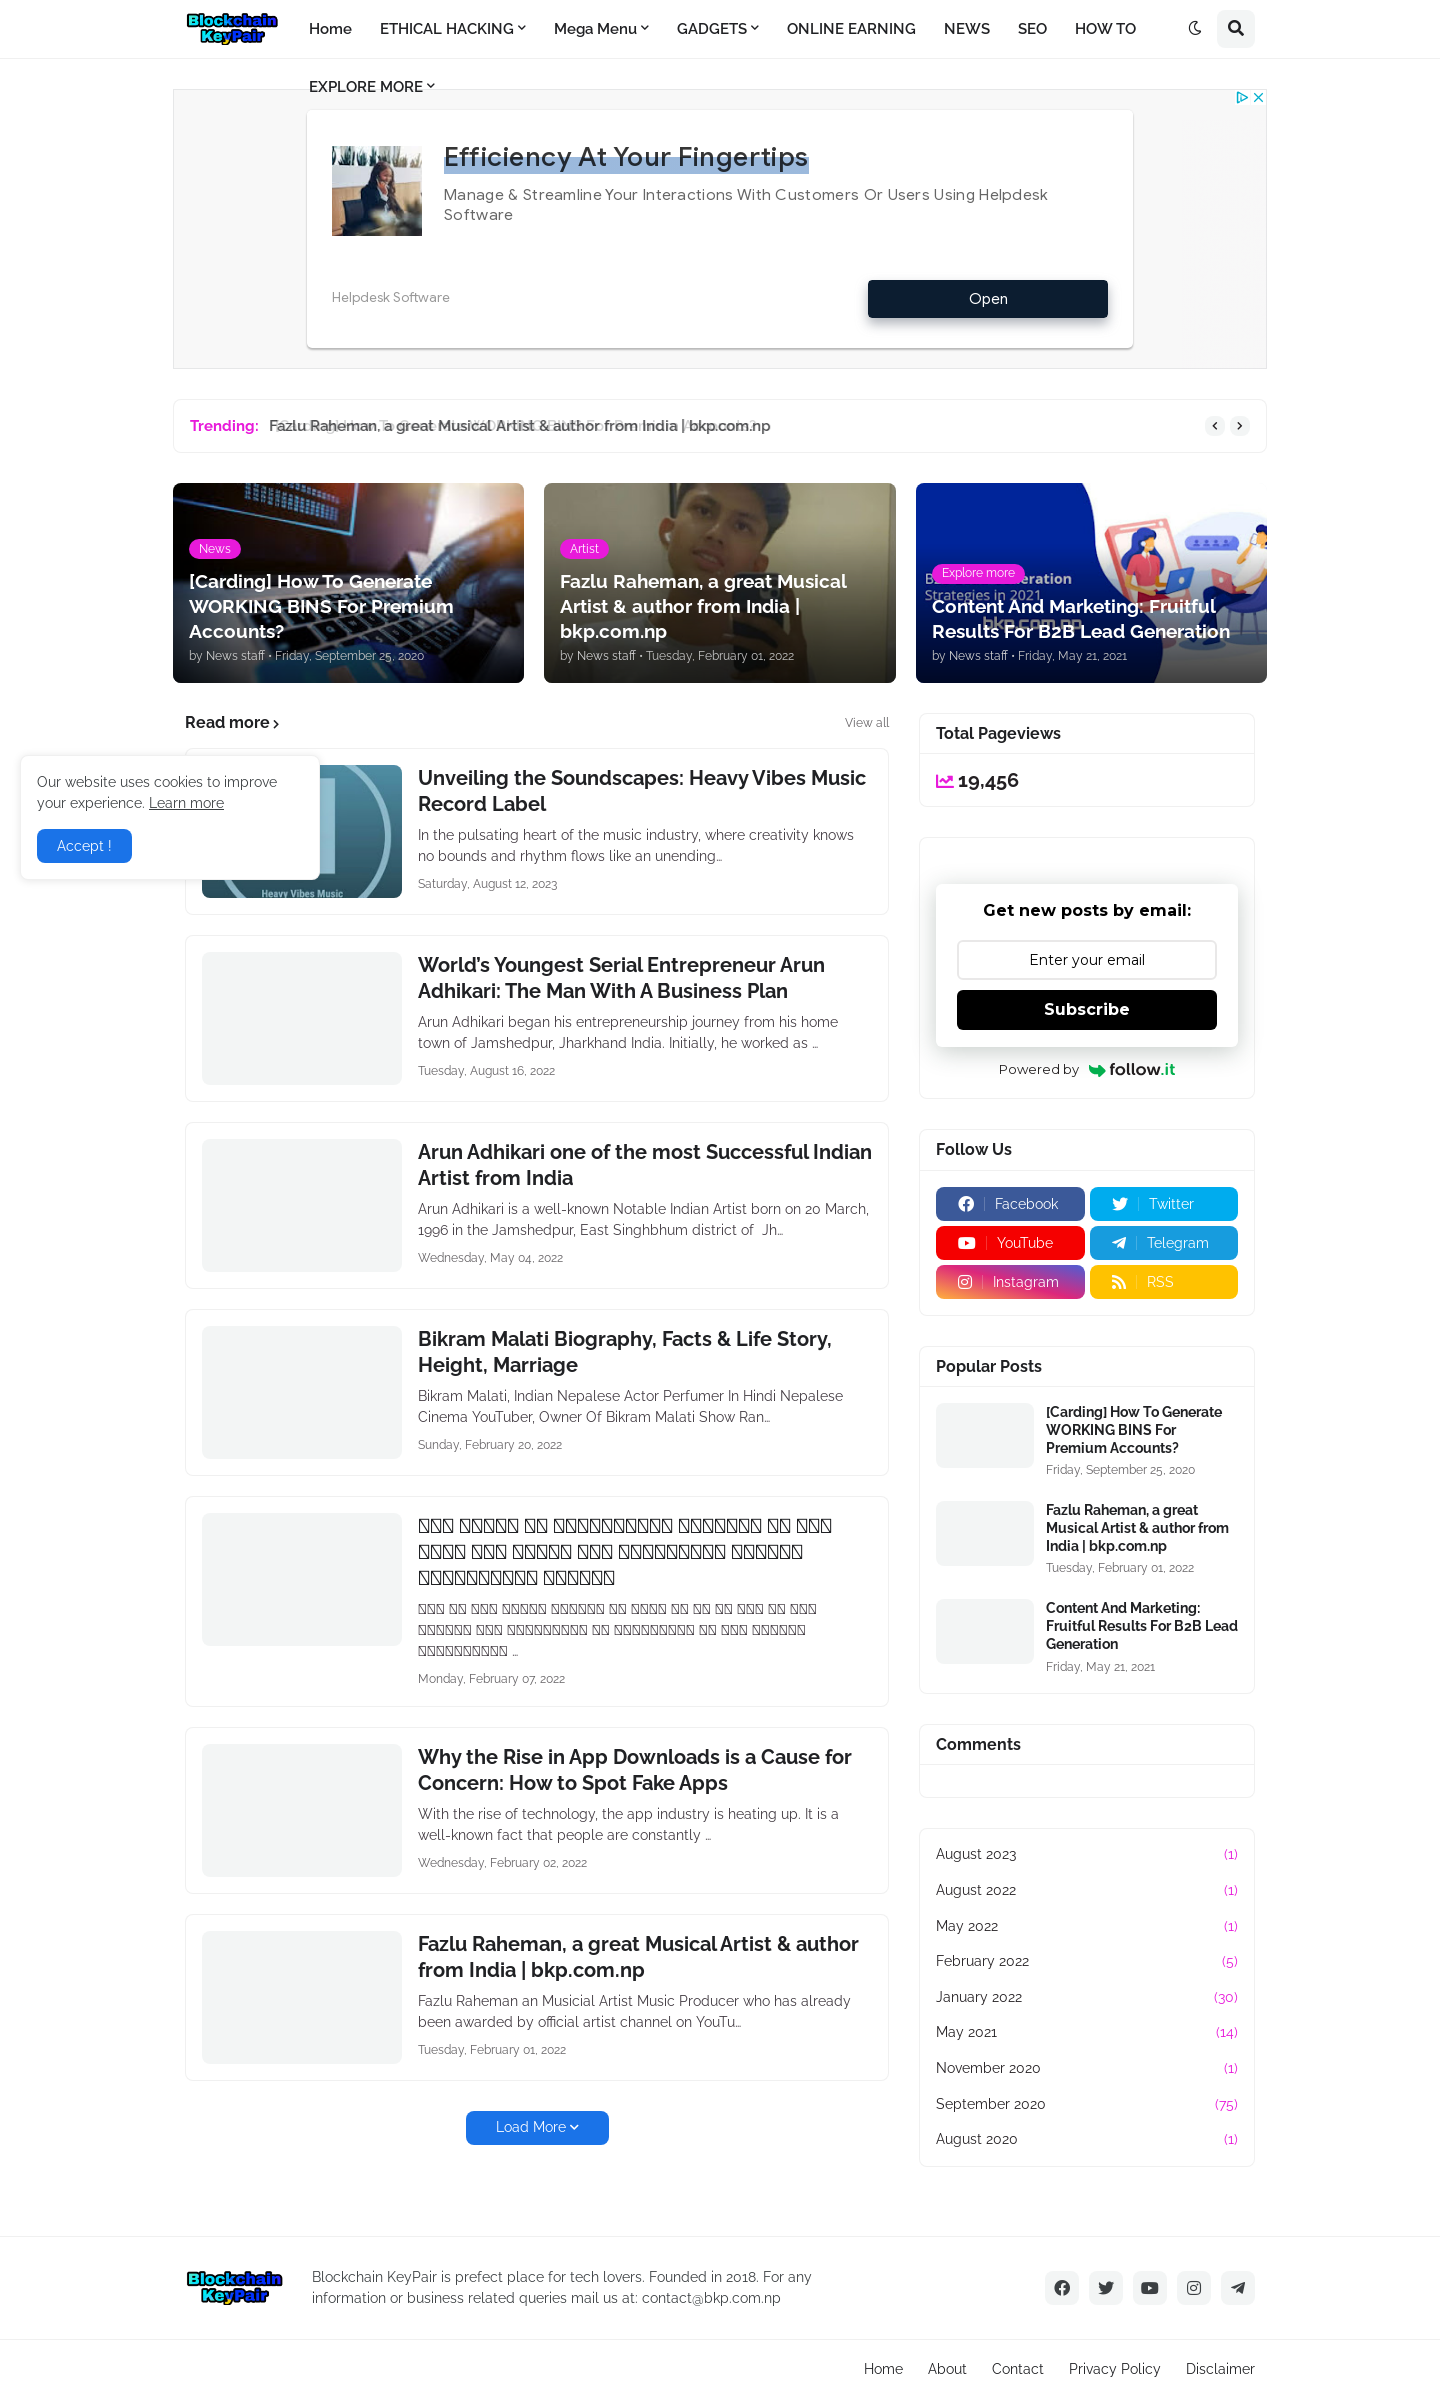 Blockchain KeyPair
Home ETHICAL HACKING Mega Menu GADGETS ONLINE EARNING NEWS SEO HOW TO
EXPLORE MORE
Efficiency At Your Fingertips
Manage & Streamline Your Interactions With Customers Or Users Using Helpdesk
Software
Helpdesk Software
Open
Trending: Fazlu Raheman, a great Musical Artist & author from India | bkp.com.np
News
[Carding] How To Generate
WORKING BINS For Premium
Accounts?
by News staff • Friday, September 25, 2020
Artist
Fazlu Raheman, a great Musical
Artist & author from India |
bkp.com.np
by News staff • Tuesday, February 01, 2022
Explore more
Strategies in 2021
bkp.com.np
Content And Marketing: Fruitful
Results For B2B Lead Generation
by News staff • Friday, May 21, 2021
Read more
View all
Our website uses cookies to improve
your experience. Learn more
Accept !
Heavy Vibes Music
Unveiling the Soundscapes: Heavy Vibes Music
Record Label
In the pulsating heart of the music industry, where creativity knows
no bounds and rhythm flows like an unending…
Saturday, August 12, 2023
World's Youngest Serial Entrepreneur Arun
Adhikari: The Man With A Business Plan
Arun Adhikari began his entrepreneurship journey from his home
town of Jamshedpur, Jharkhand India. Initially, he worked as …
Tuesday, August 16, 2022
Arun Adhikari one of the most Successful Indian
Artist from India
Arun Adhikari is a well-known Notable Indian Artist born on 20 March,
1996 in the Jamshedpur, East Singhbhum district of Jh…
Wednesday, May 04, 2022
Bikram Malati Biography, Facts & Life Story,
Height, Marriage
Bikram Malati, Indian Nepalese Actor Perfumer In Hindi Nepalese
Cinema YouTuber, Owner Of Bikram Malati Show Ran…
Sunday, February 20, 2022
Monday, February 07, 2022
Why the Rise in App Downloads is a Cause for
Concern: How to Spot Fake Apps
With the rise of technology, the app industry is heating up. It is a
well-known fact that people are constantly …
Wednesday, February 02, 2022
Fazlu Raheman, a great Musical Artist & author
from India | bkp.com.np
Fazlu Raheman an Musicial Artist Music Producer who has already
been awarded by official artist channel on YouTu…
Tuesday, February 01, 2022
Load More
Total Pageviews
19,456
Get new posts by email:
Enter your email
Subscribe
Powered by follow.it
Follow Us
Facebook Twitter
YouTube Telegram
Instagram RSS
Popular Posts
[Carding] How To Generate
WORKING BINS For
Premium Accounts?
Friday, September 25, 2020
Fazlu Raheman, a great
Musical Artist & author from
India | bkp.com.np
Tuesday, February 01, 2022
Content And Marketing:
Fruitful Results For B2B Lead
Generation
Friday, May 21, 2021
Comments
August 2023 (1)
August 2022 (1)
May 2022 (1)
February 2022 (5)
January 2022 (30)
May 2021 (14)
November 2020 (1)
September 2020 (75)
August 2020 (1)
Blockchain KeyPair
Blockchain KeyPair is prefect place for tech lovers. Founded in 2018. For any
information or business related queries mail us at: contact@bkp.com.np
Home About Contact Privacy Policy Disclaimer